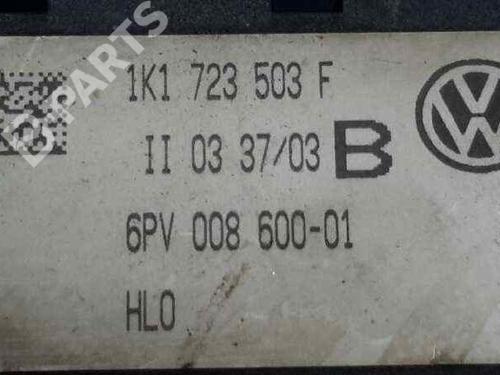 B-PARTS
1K1 723 503 F
II 03 37/03 B
6PV 008 600-01
HLO